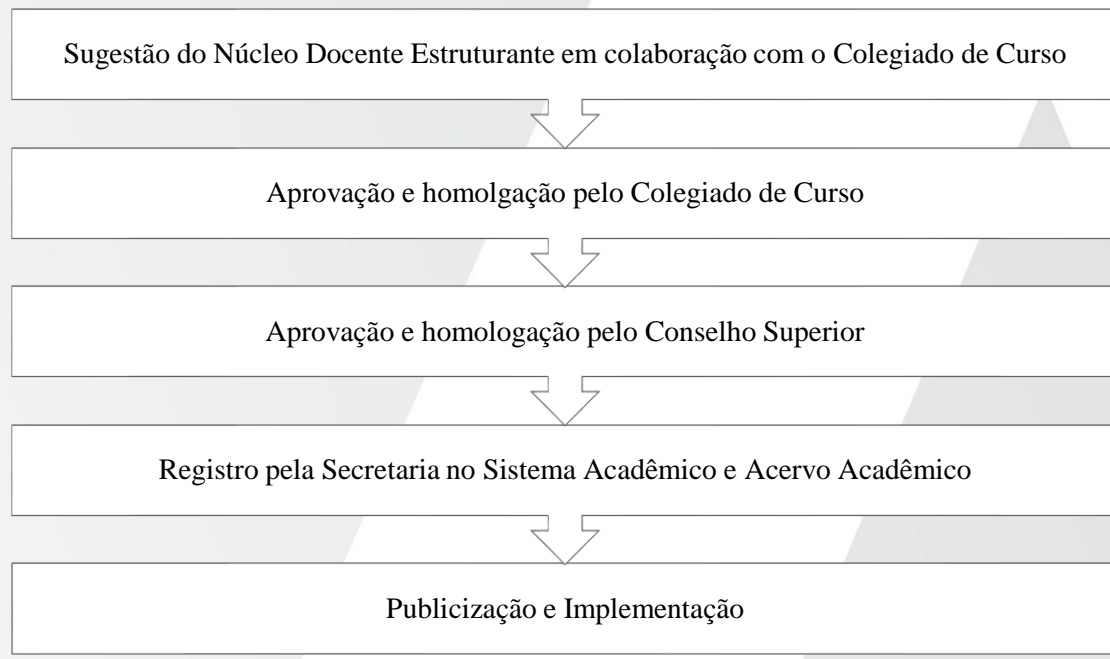 Sugestão do Núcleo Docente Estruturante em colaboração com o Colegiado de Curso
Aprovação e homolgação pelo Colegiado de Curso
Aprovação e homologação pelo Conselho Superior
Registro pela Secretaria no Sistema Acadêmico e Acervo Acadêmico
Publicização e Implementação